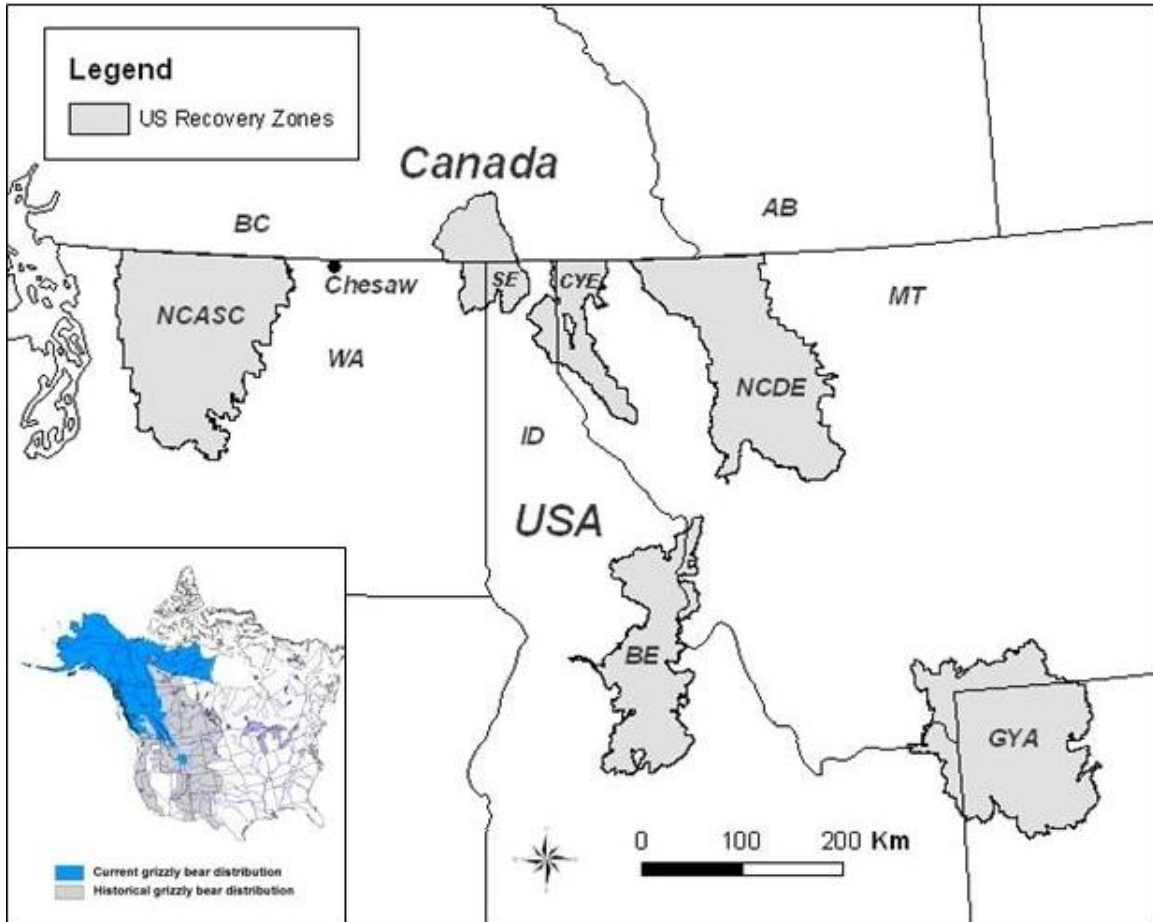 Legend
US Recovery Zones
Canada
BC
AB
SE
CYE
Chesaw
MT
NCASC
WA
NCDE
ID
USA
BE
GYA
0 100 200 Km
Current grizzly bear distribution
Historical grizzly bear distribution